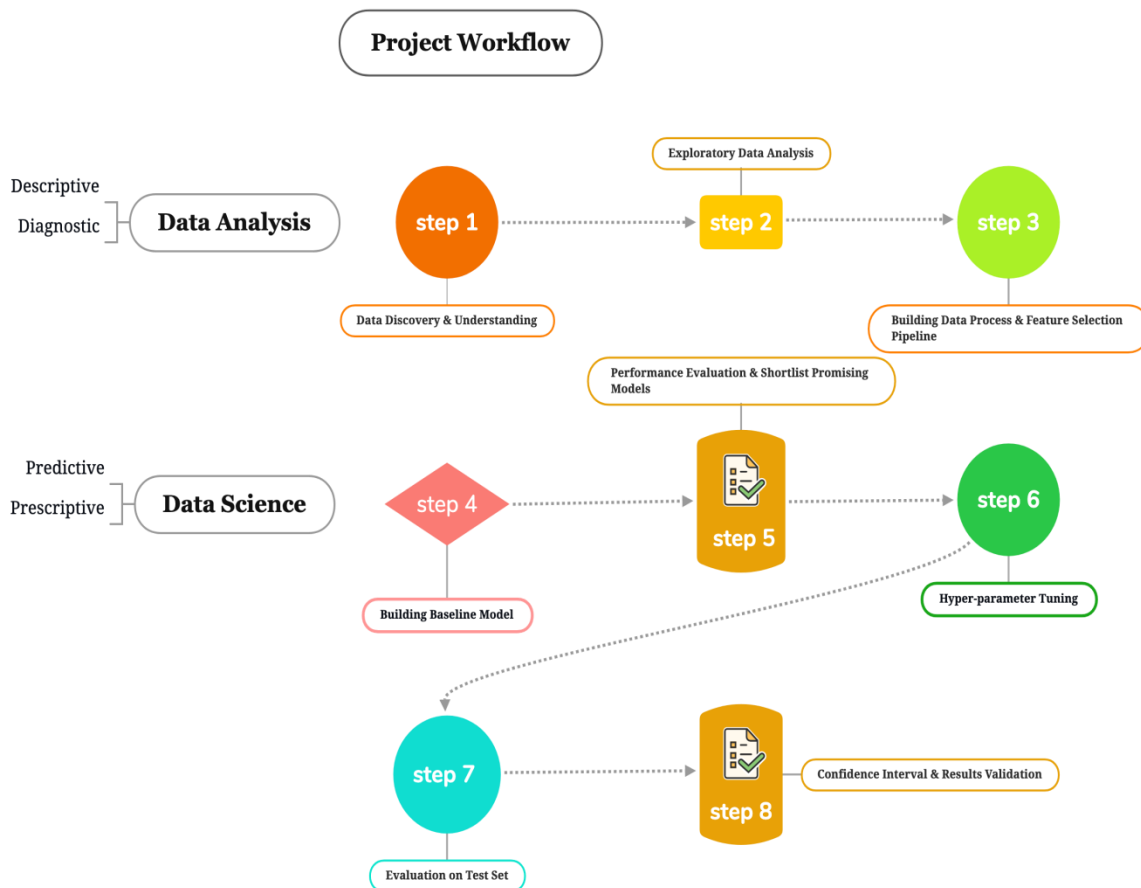 Project Workflow
Exploratory Data Analysis
Descriptive
Diagnostic
Data Analysis
step 1
step 2
step 3
Data Discovery & Understanding
Building Data Process & Feature Selection
Pipeline
Performance Evaluation & Shortlist Promising
Models
Predictive
Prescriptive
Data Science
step 4
step 5
step 6
Building Baseline Model
Hyper-parameter Tuning
step 7
step 8
Confidence Interval & Results Validation
Evaluation on Test Set